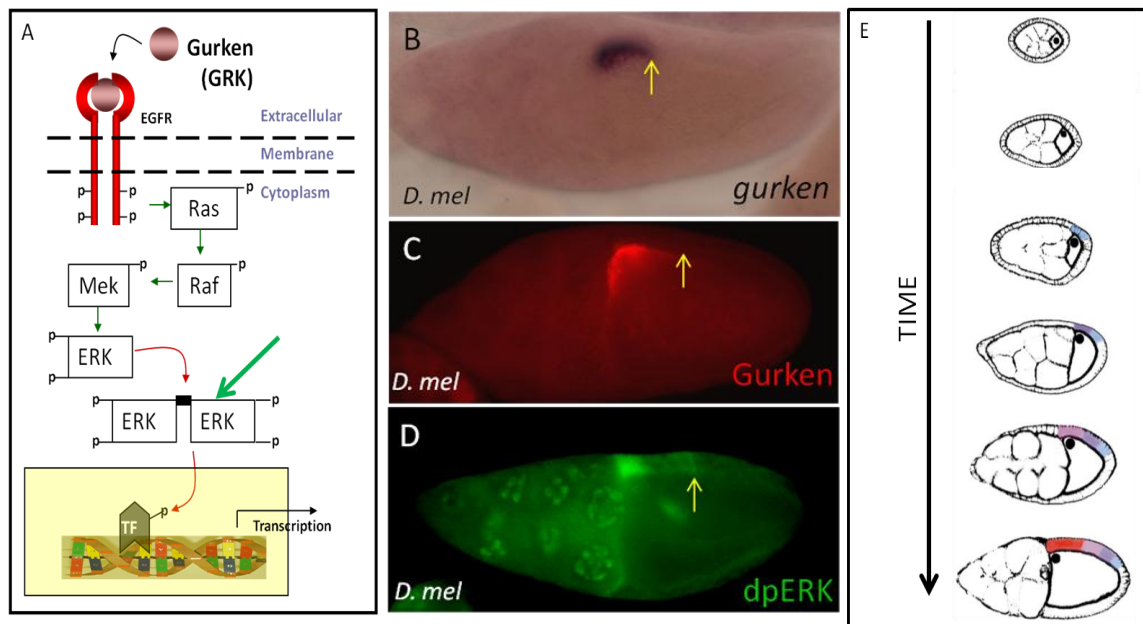 A
Gurken
(GRK)
EGFR
Extracellular
Membrane
Cytoplasm
p
p
p
p
p
Ras
p
Mek
p
Raf
p
ERK
p
p
ERK
p
ERK
p
p
p
TF
Transcription
B
D. mel
gurken
C
D. mel
Gurken
D
D. mel
dpERK
E
TIME